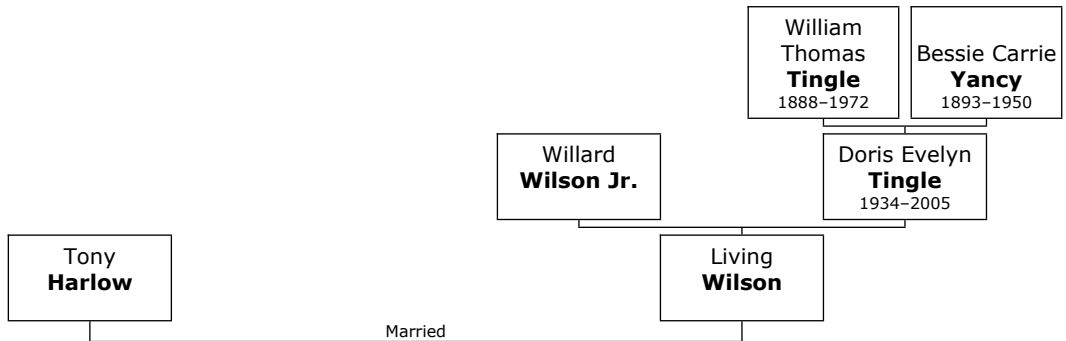 William
Thomas
Tingle
1888–1972
Bessie Carrie
Yancy
1893–1950
Willard
Wilson Jr.
Doris Evelyn
Tingle
1934–2005
Tony
Harlow
Living
Wilson
Married